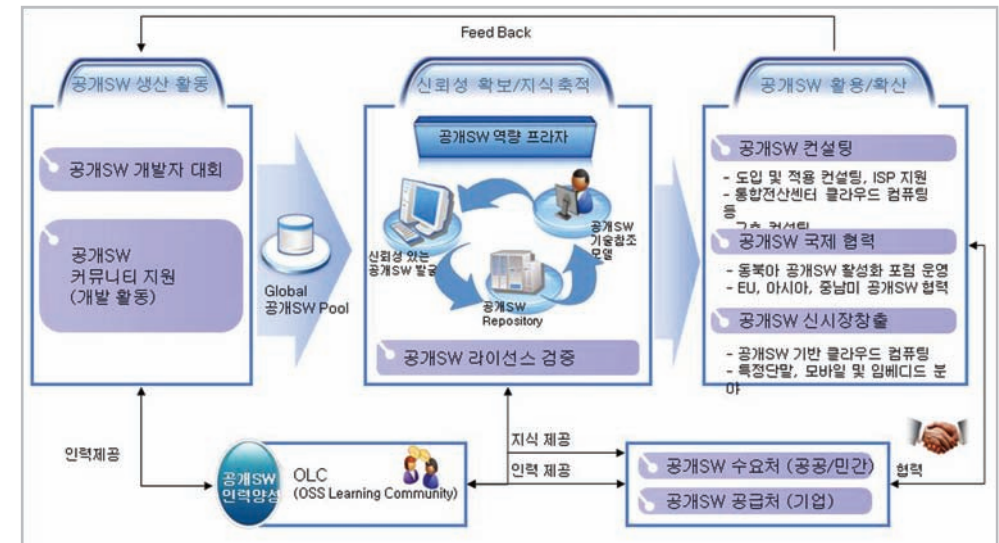 Feed Back
공개SW 생산 활동
공개SW 개발자 대회
공개SW
커뮤니티 지원
(개발 활동)
Global
공개SW Pool
신뢰성 확보/지식축적
공개SW 역량 프라자
신뢰성 있는
공개SW 발굴
공개SW
기술참조
모델
공개SW
Repository
공개SW 라이선스 검증
공개SW 활용/확산
공개SW 컨설팅
- 도입 및 적용 컨설팅, ISP 지원
- 통합전산센터 클라우드 컴퓨팅
등
컨설팅
공개SW 국제 협력
- 동북아 공개SW 활성화 포럼 운영
- EU, 아시아, 중남미 공개SW 협력
공개SW 신시장창출
- 공개SW 기반 클라우드 컴퓨팅
- 특정단말, 모바일 및 임베디드 분
야
인력제공
공개SW
인력양성
OLC
(OSS Learning Community)
지식 제공
인력 제공
공개SW 수요처 (공공/민간)
공개SW 공급처 (기업)
협력